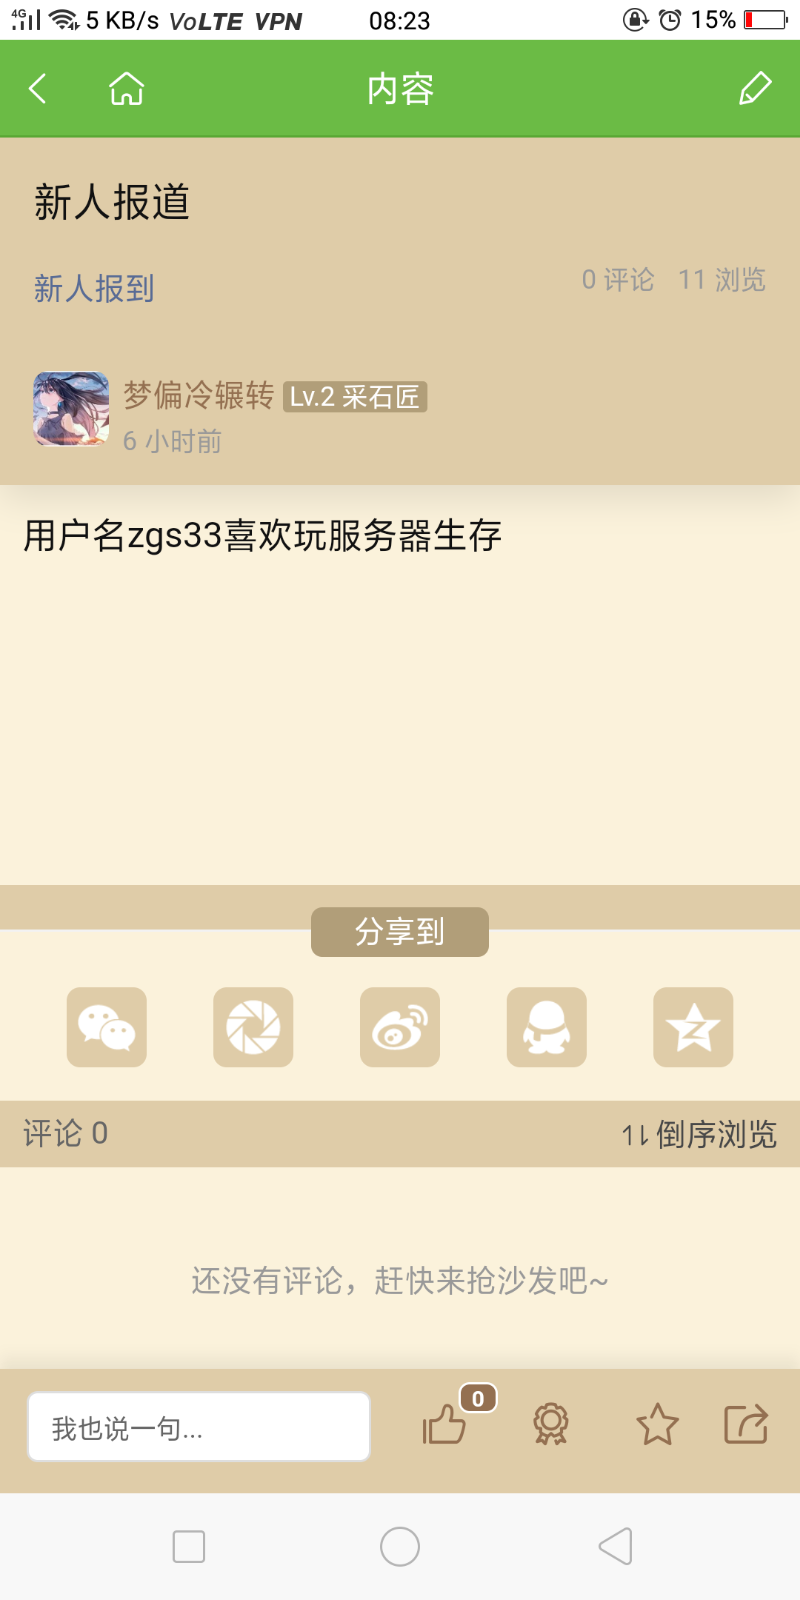 4G 5 KB/s VoLTE VPN 08:23 15%
内容
新人报道
新人报到 0 评论 11 浏览
梦偏冷辗转 Lv.2 采石匠
6 小时前
用户名zgs33喜欢玩服务器生存
分享到
评论 0 倒序浏览
还没有评论，赶快来抢沙发吧~
我也说一句... 0